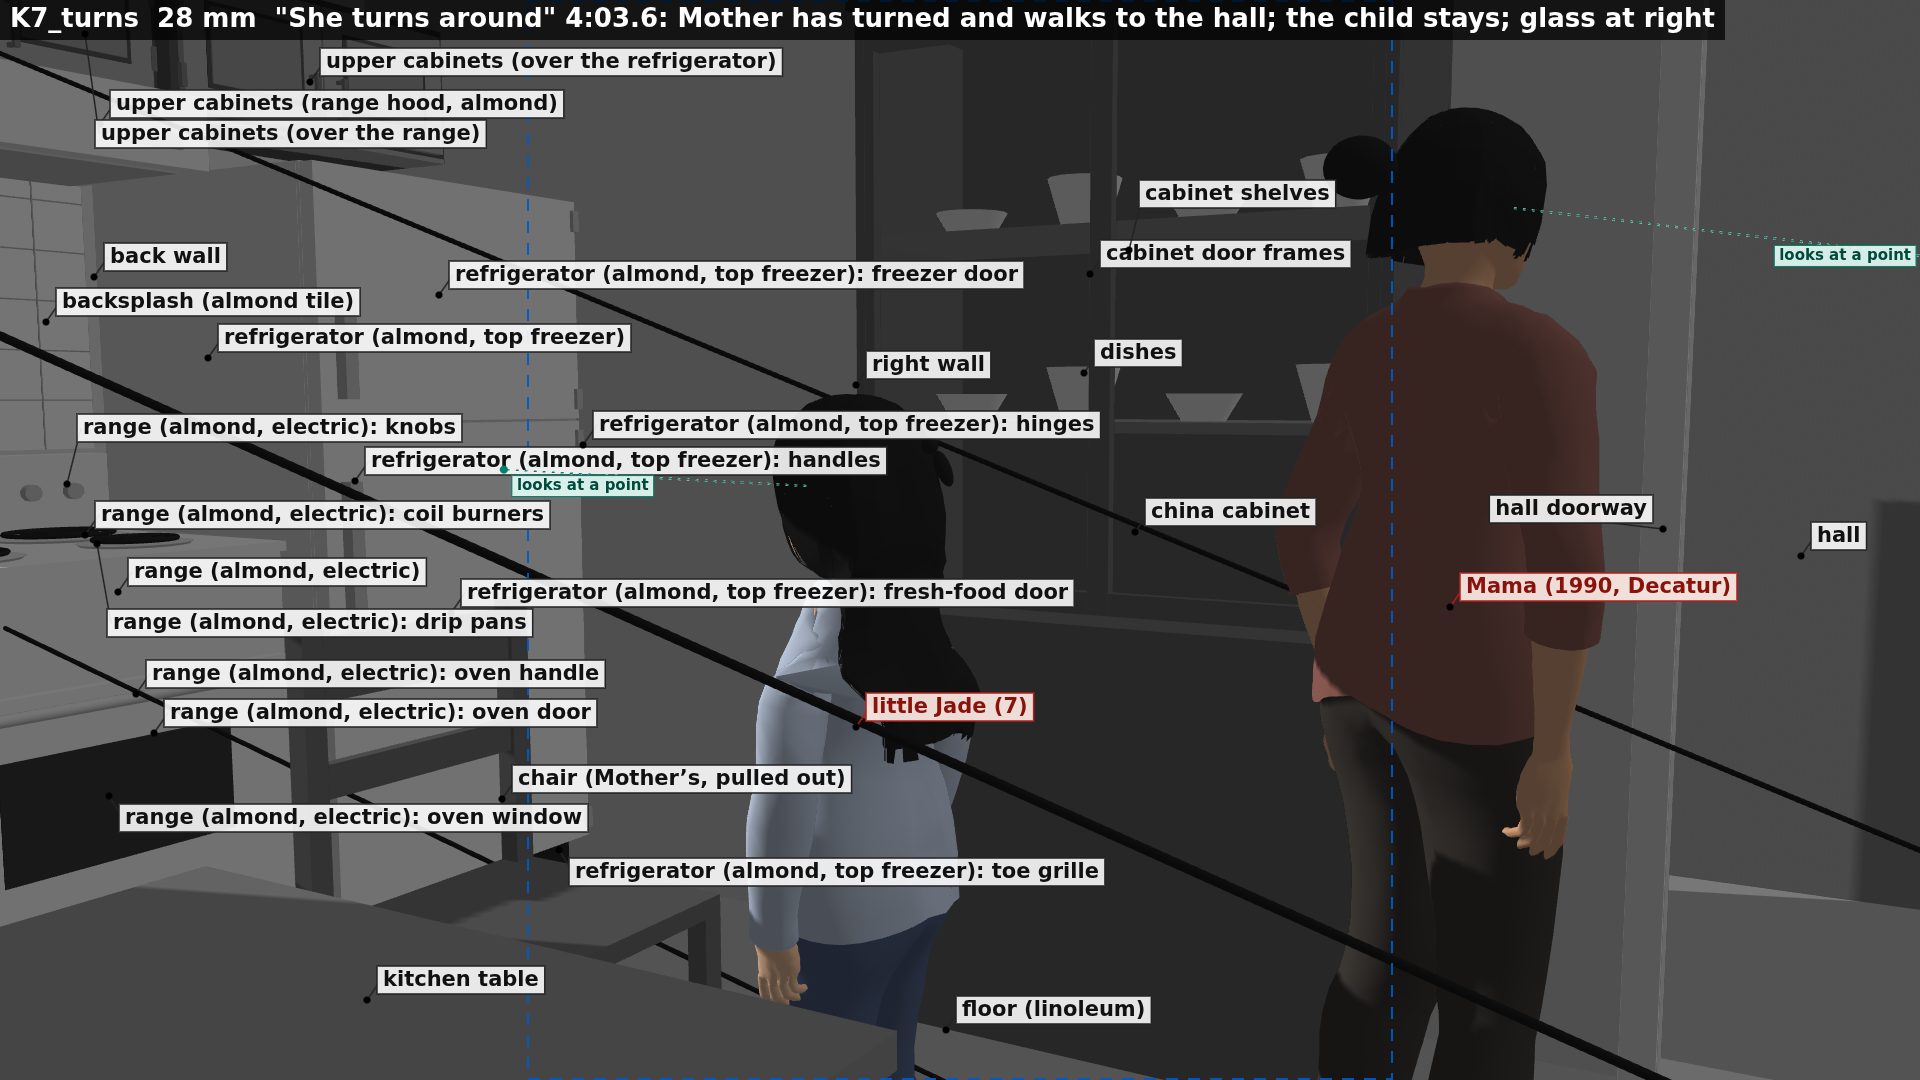 K7_turns 28 mm "She turns around" 4:03.6: Mother has turned and walks to the hall; the child stays; glass at right
upper cabinets (over the refrigerator)
upper cabinets (range hood, almond)
upper cabinets (over the range)
cabinet shelves
back wall
cabinet door frames
looks at a point
refrigerator (almond, top freezer): freezer door
backsplash (almond tile)
refrigerator (almond, top freezer)
dishes
right wall
range (almond, electric): knobs
refrigerator (almond, top freezer): hinges
refrigerator (almond, top freezer): handles
looks at a point
range (almond, electric): coil burners
china cabinet
hall doorway
hall
range (almond, electric)
refrigerator (almond, top freezer): fresh-food door
Mama (1990, Decatur)
range (almond, electric): drip pans
range (almond, electric): oven handle
little Jade (7)
range (almond, electric): oven door
chair (Mother’s, pulled out)
range (almond, electric): oven window
refrigerator (almond, top freezer): toe grille
kitchen table
floor (linoleum)